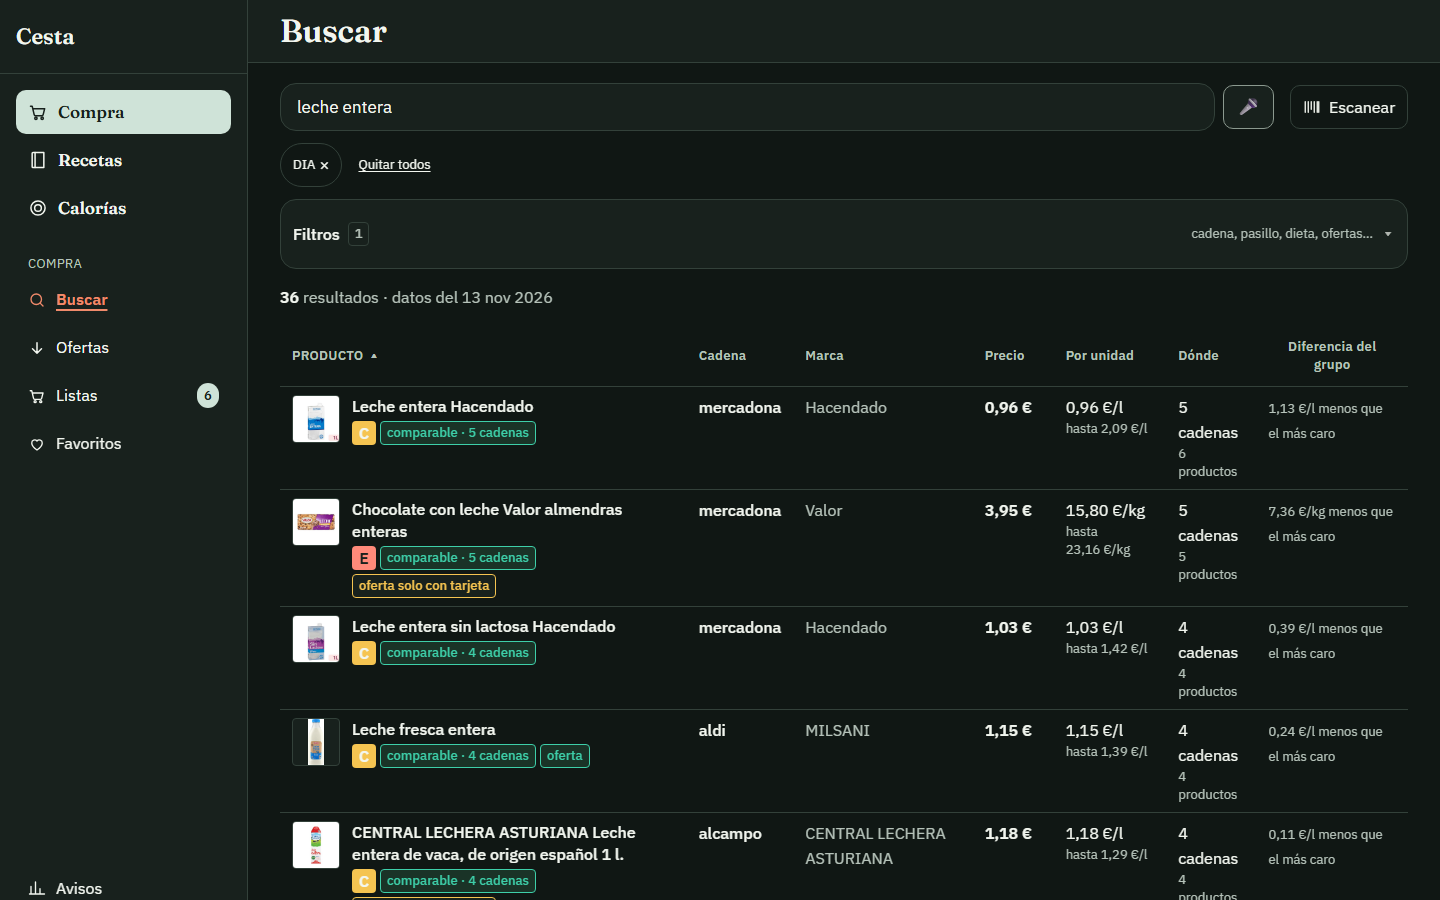 Cesta
Compra
Recetas
Calorías
COMPRA
Buscar
Ofertas
Listas 6
Favoritos
Avisos
Buscar
leche entera
Escanear
DIA ×
Quitar todos
Filtros 1
cadena, pasillo, dieta, ofertas...
36 resultados · datos del 13 nov 2026
PRODUCTO Cadena Marca Precio Por unidad Dónde Diferencia del
grupo
Leche entera Hacendado
C comparable · 5 cadenas
mercadona
Hacendado
0,96 €
0,96 €/l
hasta 2,09 €/l
5
cadenas
6
productos
1,13 €/l menos que
el más caro
Chocolate con leche Valor almendras
enteras
E comparable · 5 cadenas
oferta solo con tarjeta
mercadona
Valor
3,95 €
15,80 €/kg
hasta
23,16 €/kg
5
cadenas
5
productos
7,36 €/kg menos que
el más caro
Leche entera sin lactosa Hacendado
C comparable · 4 cadenas
mercadona
Hacendado
1,03 €
1,03 €/l
hasta 1,42 €/l
4
cadenas
4
productos
0,39 €/l menos que
el más caro
Leche fresca entera
C comparable · 4 cadenas oferta
aldi
MILSANI
1,15 €
1,15 €/l
hasta 1,39 €/l
4
cadenas
4
productos
0,24 €/l menos que
el más caro
CENTRAL LECHERA ASTURIANA Leche
entera de vaca, de origen español 1 l.
C comparable · 4 cadenas
alcampo
CENTRAL LECHERA
ASTURIANA
1,18 €
1,18 €/l
hasta 1,29 €/l
4
cadenas
4
productos
0,11 €/l menos que
el más caro